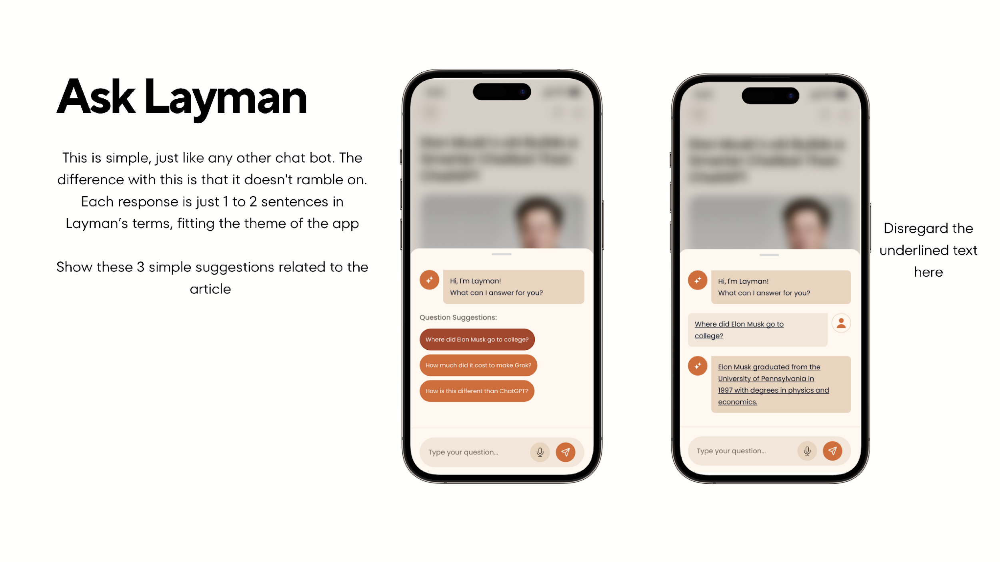 Ask Layman
This is simple, just like any other chat bot. The
difference with this is that it doesn't ramble on.
Each response is just 1 to 2 sentences in
Layman’s terms, fitting the theme of the app
Show these 3 simple suggestions related to the
article
Hi, I'm Layman!
What can I answer for you?
Question Suggestions:
Where did Elon Musk go to college?
How much did it cost to make Grok?
How is this different than ChatGPT?
Type your question...
Hi, I'm Layman!
What can I answer for you?
Where did Elon Musk go to
college?
Elon Musk graduated from the
University of Pennsylvania in
1997 with degrees in physics and
economics.
Type your question...
Disregard the
underlined text
here